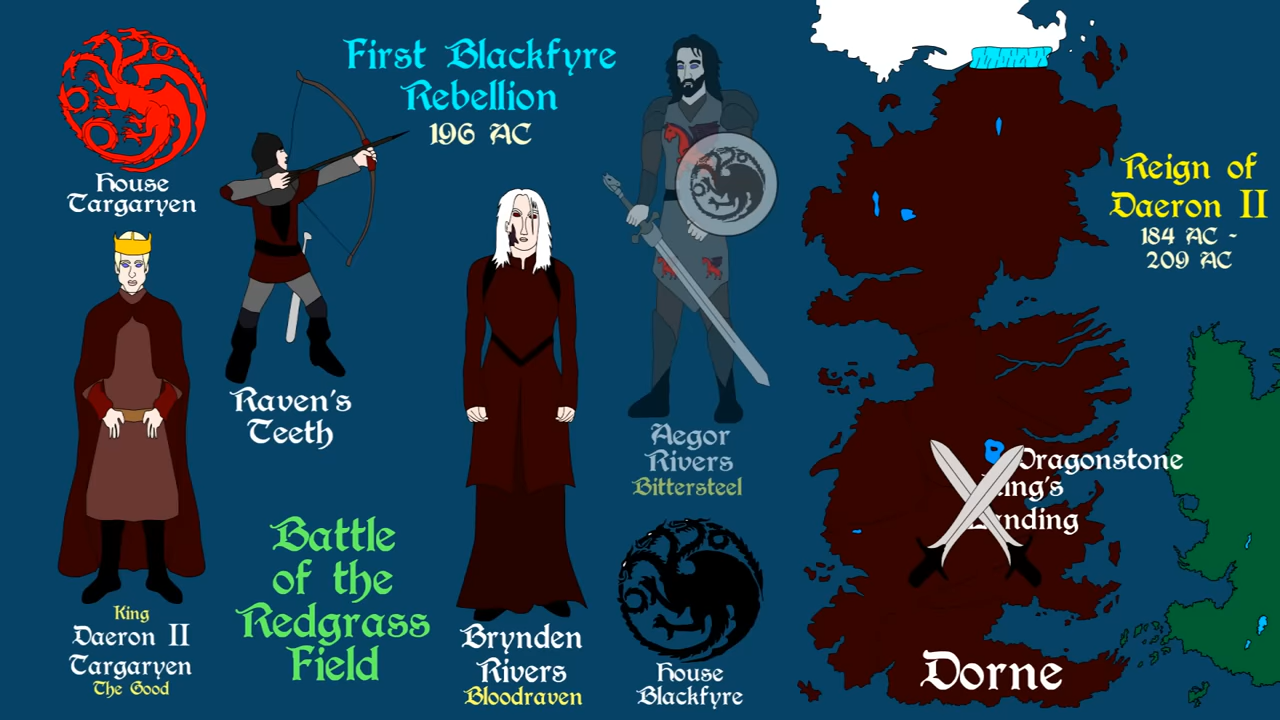 First Blackfyre
Rebellion
196 AC
House
Targaryen
Raven's
Teeth
King
Daeron II
Targaryen
The Good
Battle
of the
Redgrass
Field
Brynden
Rivers
Bloodraven
Aegor
Rivers
Bittersteel
House
Blackfyre
Reign of
Daeron II
184 AC -
209 AC
Dragonstone
King's
Landing
Dorne